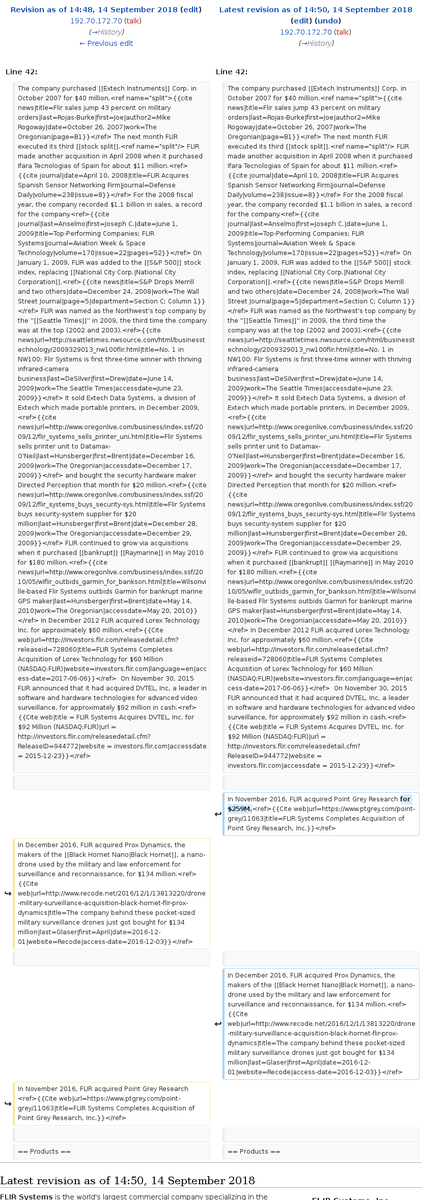 Revision as of 14:48, 14 September 2018 (edit)
192.70.172.70 (talk)
(→History)
← Previous edit
Latest revision as of 14:50, 14 September 2018
(edit) (undo)
192.70.172.70 (talk)
(→History)
Line 42:
Line 42:
The company purchased [[Extech Instruments]] Corp. in
October 2007 for $40 million.<ref name="split">{{cite
news|title=Flir sales jump 43 percent on military
orders|last=Rojas-Burke|first=Joe|author2=Mike
Rogoway|date=October 26, 2007|work=The
Oregonian|page=B1}}</ref> The next month FLIR
executed its third [[stock split]].<ref name="split"/> FLIR
made another acquisition in April 2008 when it purchased
Ifara Tecnologias of Spain for about $11 million.<ref>
{{cite journal|date=April 10, 2008|title=FLIR Acquires
Spanish Sensor Networking Firm|journal=Defense
Daily|volume=238|issue=8}}</ref> For the 2008 fiscal
year, the company recorded $1.1 billion in sales, a record
for the company<ref>{{cite
journal|last=Anselmo|first=Joseph C.|date=June 1,
2009|title=Top-Performing Companies; FLIR
Systems|journal=Aviation Week & Space
Technology|volume=170|issue=22|pages=52}}</ref> On
January 1, 2009, FLIR was added to the [[S&P 500]] stock
index, replacing [[National City Corp.|National City
Corporation]].<ref>{{cite news|title=S&P Drops Merrill
and two others|date=December 24, 2008|work=The Wall
Street Journal|page=5|department=Section C; Column 1}}
</ref> FLIR was named as the Northwest's top company by
the ''[[Seattle Times]]'' in 2009, the third time the company
was at the top (2002 and 2003).<ref>{{cite
news|url=http://seattletimes.nwsource.com/html/businesst
echnology/2009329013_nw100flir.html|title=No. 1 in
NW100: Flir Systems is first three-time winner with thriving
infrared-camera
business|last=DeSilver|first=Drew|date=June 14,
2009|work=The Seattle Times|accessdate=June 23,
2009}}</ref> It sold Extech Data Systems, a division of
Extech which made portable printers, in December 2009,
<ref>{{cite
news|url=http://www.oregonlive.com/business/index.ssf/20
09/12/flir_systems_sells_printer_uni.html|title=Flir Systems
sells printer unit to Datamax-
O'Neil|last=Hunsberger|first=Brent|date=December 16,
2009|work=The Oregonian|accessdate=December 17,
2009}}</ref> and bought the security hardware maker
Directed Perception that month for $20 million.<ref>{{cite
news|url=http://www.oregonlive.com/business/index.ssf/20
09/12/flir_systems_buys_security-sys.html|title=Flir Systems
buys security-system supplier for $20
million|last=Hunsberger|first=Brent|date=December 28,
2009|work=The Oregonian|accessdate=December 29,
2009}}</ref> FLIR continued to grow via acquisitions
when it purchased [[bankrupt]] [[Raymarine]] in May 2010
for $180 million.<ref>{{cite
news|url=http://www.oregonlive.com/business/index.ssf/20
10/05/wlflir_outbids_garmin_for_bankson.html|title=Wilsonvi
lle-based Flir Systems outbids Garmin for bankrupt marine
GPS maker|last=Hunsberger|first=Brent|date=May 14,
2010|work=The Oregonian|accessdate=May 20, 2010}}
</ref> In December 2012 FLIR acquired Lorex Technology
Inc. for approximately $60 million.<ref>{{Cite
web|url=http://investors.flir.com/releasedetail.cfm?
releaseid=728060|title=FLIR Systems Completes
Acquisition of Lorex Technology for $60 Million
(NASDAQ:FLIR)|website=investors.flir.com|language=en|acc
ess-date=2017-06-06}}</ref>  On November 30, 2015
FLIR announced that it had acquired DVTEL, Inc, a leader in
software and hardware technologies for advanced video
surveillance, for approximately $92 million in cash.<ref>
{{Cite web|title = FLIR Systems Acquires DVTEL, Inc. for
$92 Million (NASDAQ:FLIR)|url =
http://investors.flir.com/releasedetail.cfm?
ReleaseID=944772|website = investors.flir.com|accessdate
= 2015-12-23}}</ref>
In December 2016, FLIR acquired Prox Dynamics, the
makers of the [[Black Hornet Nano|Black Hornet]], a nano-
drone used by the military and law enforcement for
surveillance and reconnaissance, for $134 million.<ref>
{{Cite
web|url=http://www.recode.net/2016/12/1/13813220/drone
-military-surveillance-acquisition-black-hornet-flir-prox-
dynamics|title=The company behind these pocket-sized
military surveillance drones just got bought for $134
million|last=Glaser|first=April|date=2016-12-
01|website=Recode|access-date=2016-12-03}}</ref>
In November 2016, FLIR acquired Point Grey Research
<ref>{{Cite web|url=https://www.ptgrey.com/point-
grey/11063|title=FLIR Systems Completes Acquisition of
Point Grey Research, Inc.}}</ref>
== Products ==
The company purchased [[Extech Instruments]] Corp. in
October 2007 for $40 million.<ref name="split">{{cite
news|title=Flir sales jump 43 percent on military
orders|last=Rojas-Burke|first=Joe|author2=Mike
Rogoway|date=October 26, 2007|work=The
Oregonian|page=B1}}</ref> The next month FLIR
executed its third [[stock split]].<ref name="split"/> FLIR
made another acquisition in April 2008 when it purchased
Ifara Tecnologias of Spain for about $11 million.<ref>
{{cite journal|date=April 10, 2008|title=FLIR Acquires
Spanish Sensor Networking Firm|journal=Defense
Daily|volume=238|issue=8}}</ref> For the 2008 fiscal
year, the company recorded $1.1 billion in sales, a record
for the company<ref>{{cite
journal|last=Anselmo|first=Joseph C.|date=June 1,
2009|title=Top-Performing Companies; FLIR
Systems|journal=Aviation Week & Space
Technology|volume=170|issue=22|pages=52}}</ref> On
January 1, 2009, FLIR was added to the [[S&P 500]] stock
index, replacing [[National City Corp.|National City
Corporation]].<ref>{{cite news|title=S&P Drops Merrill
and two others|date=December 24, 2008|work=The Wall
Street Journal|page=5|department=Section C; Column 1}}
</ref> FLIR was named as the Northwest's top company by
the ''[[Seattle Times]]'' in 2009, the third time the company
was at the top (2002 and 2003).<ref>{{cite
news|url=http://seattletimes.nwsource.com/html/businesst
echnology/2009329013_nw100flir.html|title=No. 1 in
NW100: Flir Systems is first three-time winner with thriving
infrared-camera
business|last=DeSilver|first=Drew|date=June 14,
2009|work=The Seattle Times|accessdate=June 23,
2009}}</ref> It sold Extech Data Systems, a division of
Extech which made portable printers, in December 2009,
<ref>{{cite
news|url=http://www.oregonlive.com/business/index.ssf/20
09/12/flir_systems_sells_printer_uni.html|title=Flir Systems
sells printer unit to Datamax-
O'Neil|last=Hunsberger|first=Brent|date=December 16,
2009|work=The Oregonian|accessdate=December 17,
2009}}</ref> and bought the security hardware maker
Directed Perception that month for $20 million.<ref>{{cite
news|url=http://www.oregonlive.com/business/index.ssf/20
09/12/flir_systems_buys_security-sys.html|title=Flir Systems
buys security-system supplier for $20
million|last=Hunsberger|first=Brent|date=December 28,
2009|work=The Oregonian|accessdate=December 29,
2009}}</ref> FLIR continued to grow via acquisitions
when it purchased [[bankrupt]] [[Raymarine]] in May 2010
for $180 million.<ref>{{cite
news|url=http://www.oregonlive.com/business/index.ssf/20
10/05/wlflir_outbids_garmin_for_bankson.html|title=Wilsonvi
lle-based Flir Systems outbids Garmin for bankrupt marine
GPS maker|last=Hunsberger|first=Brent|date=May 14,
2010|work=The Oregonian|accessdate=May 20, 2010}}
</ref> In December 2012 FLIR acquired Lorex Technology
Inc. for approximately $60 million.<ref>{{Cite
web|url=http://investors.flir.com/releasedetail.cfm?
releaseid=728060|title=FLIR Systems Completes
Acquisition of Lorex Technology for $60 Million
(NASDAQ:FLIR)|website=investors.flir.com|language=en|acc
ess-date=2017-06-06}}</ref>  On November 30, 2015
FLIR announced that it had acquired DVTEL, Inc, a leader
in software and hardware technologies for advanced video
surveillance, for approximately $92 million in cash.<ref>
{{Cite web|title = FLIR Systems Acquires DVTEL, Inc. for
$92 Million (NASDAQ:FLIR)|url =
http://investors.flir.com/releasedetail.cfm?
ReleaseID=944772|website =
investors.flir.com|accessdate = 2015-12-23}}</ref>
In November 2016, FLIR acquired Point Grey Research for
$259M.<ref>{{Cite web|url=https://www.ptgrey.com/point-
grey/11063|title=FLIR Systems Completes Acquisition of
Point Grey Research, Inc.}}</ref>
In December 2016, FLIR acquired Prox Dynamics, the
makers of the [[Black Hornet Nano|Black Hornet]], a nano-
drone used by the military and law enforcement for
surveillance and reconnaissance, for $134 million.<ref>
{{Cite
web|url=http://www.recode.net/2016/12/1/13813220/drone
-military-surveillance-acquisition-black-hornet-flir-prox-
dynamics|title=The company behind these pocket-sized
military surveillance drones just got bought for $134
million|last=Glaser|first=April|date=2016-12-
01|website=Recode|access-date=2016-12-03}}</ref>
== Products ==
Latest revision as of 14:50, 14 September 2018
FLIR Systems is the world's largest commercial company specializing in the